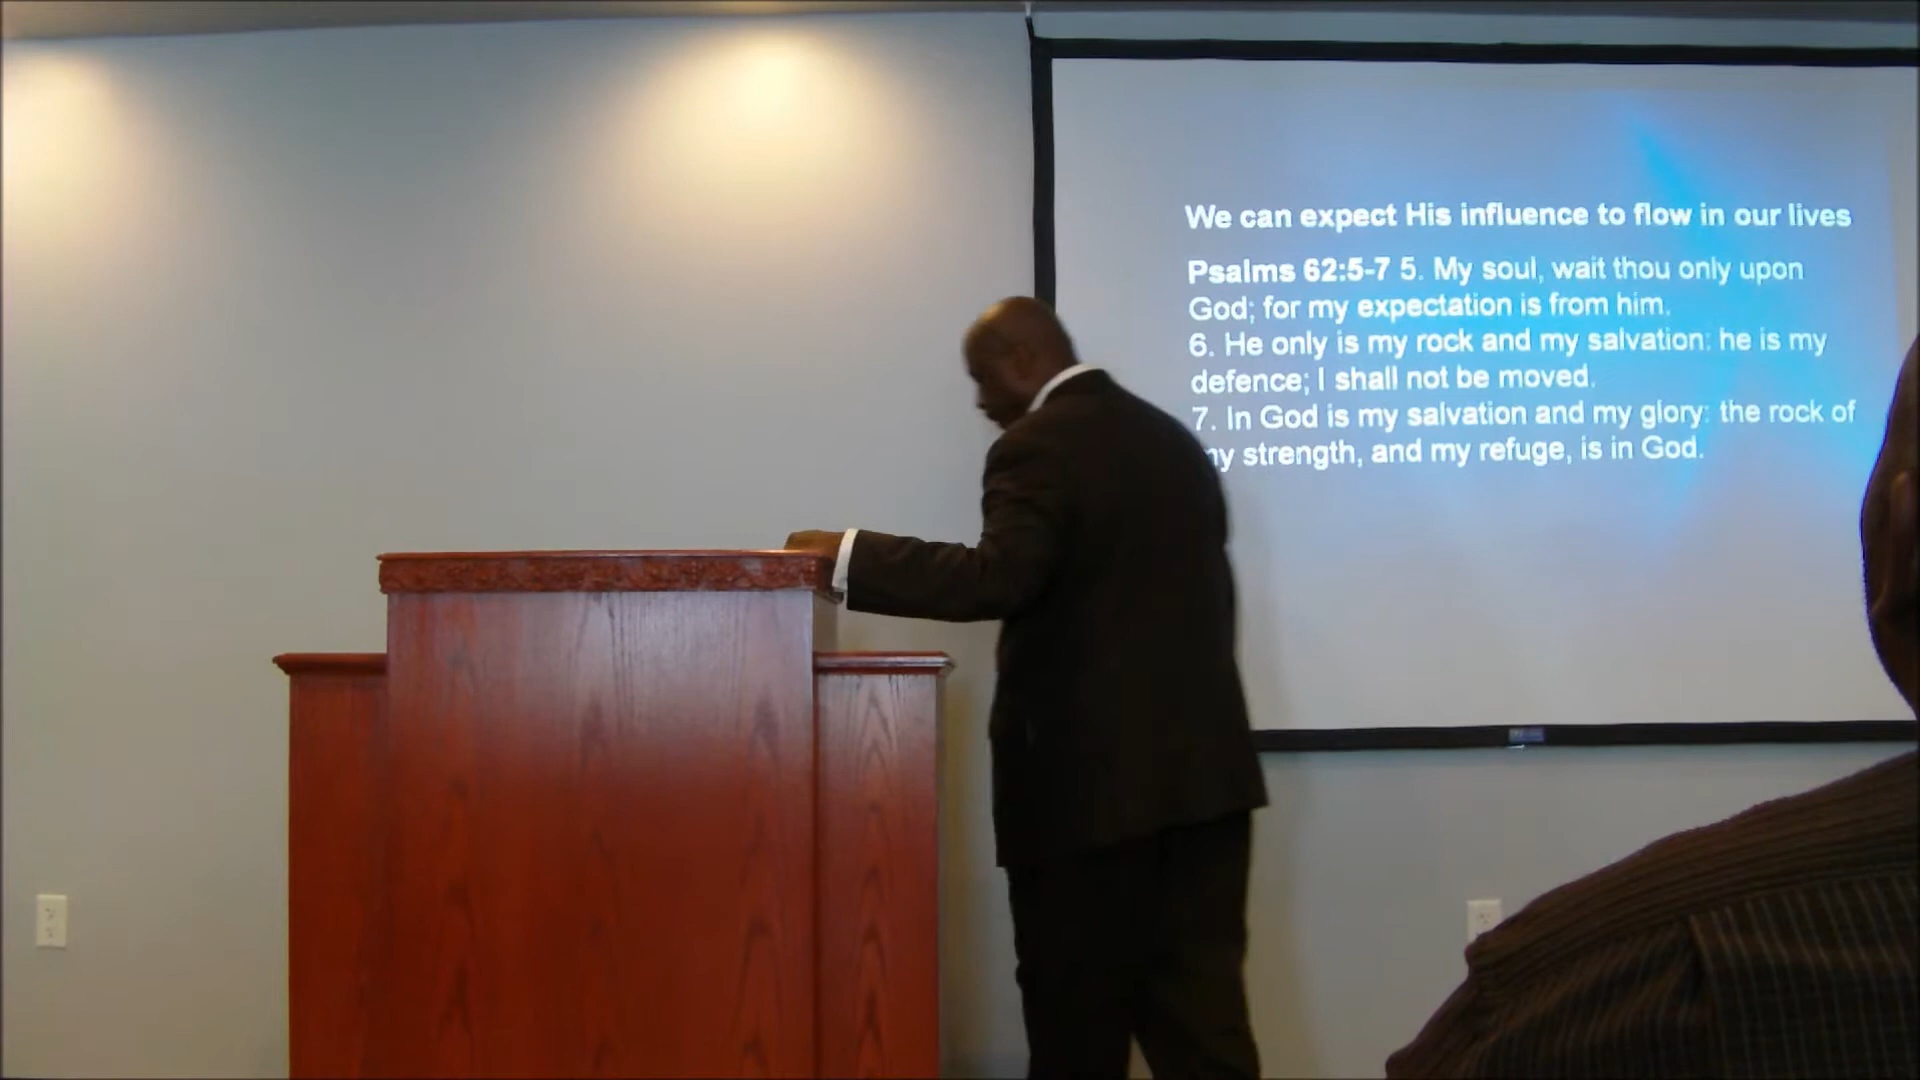 We can expect His influence to flow in our lives
Psalms 62:5-7 5. My soul, wait thou only upon
God; for my expectation is from him.
6. He only is my rock and my salvation: he is my
defence; I shall not be moved.
7. In God is my salvation and my glory: the rock of
my strength, and my refuge, is in God.